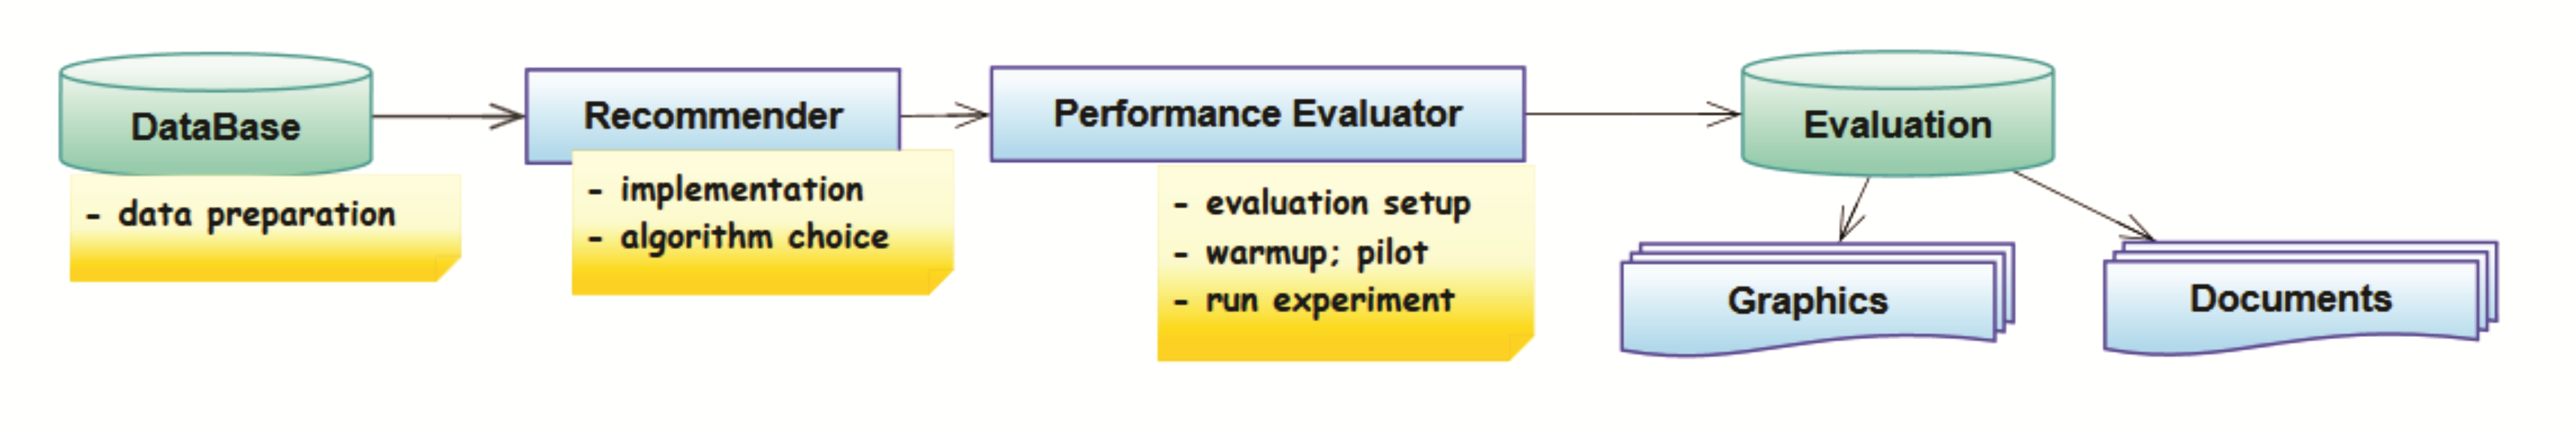 DataBase
- data preparation
Recommender
- implementation
- algorithm choice
Performance Evaluator
- evaluation setup
- warmup; pilot
- run experiment
Evaluation
Graphics
Documents